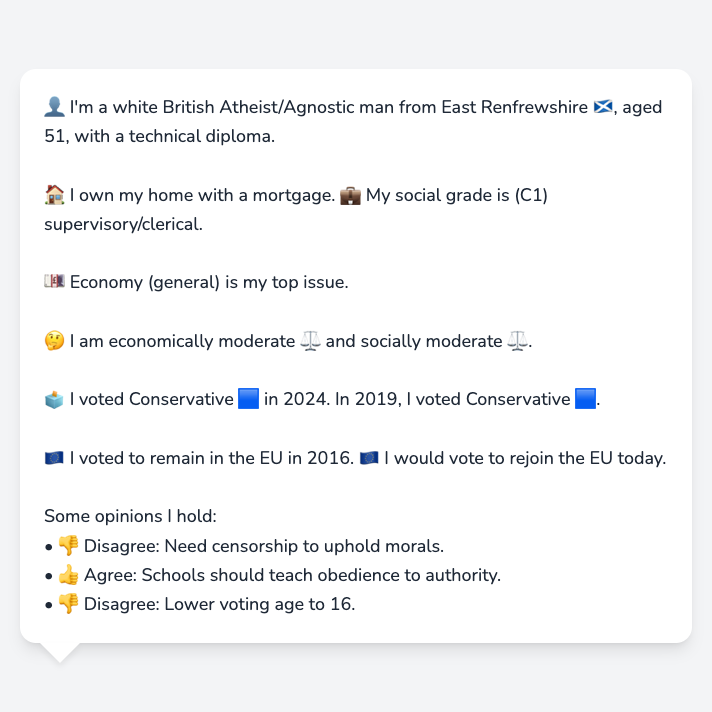 👤 I'm a white British Atheist/Agnostic man from East Renfrewshire 🏴󠁧󠁢󠁳󠁣󠁴󠁿, aged
51, with a technical diploma.
🏠 I own my home with a mortgage. 💼 My social grade is (C1)
supervisory/clerical.
💷 Economy (general) is my top issue.
🤔 I am economically moderate ⚖️ and socially moderate ⚖️.
🗳️ I voted Conservative 🟦 in 2024. In 2019, I voted Conservative 🟦.
🇪🇺 I voted to remain in the EU in 2016. 🇪🇺 I would vote to rejoin the EU today.
Some opinions I hold:
• 👎 Disagree: Need censorship to uphold morals.
• 👍 Agree: Schools should teach obedience to authority.
• 👎 Disagree: Lower voting age to 16.